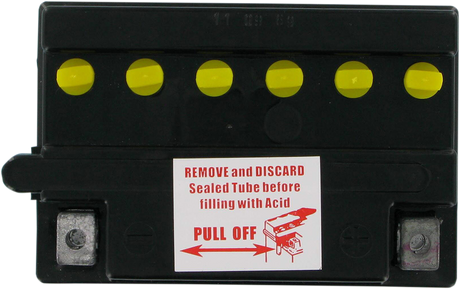 REMOVE and DISCARD
Sealed Tube before
filling with Acid
PULL OFF